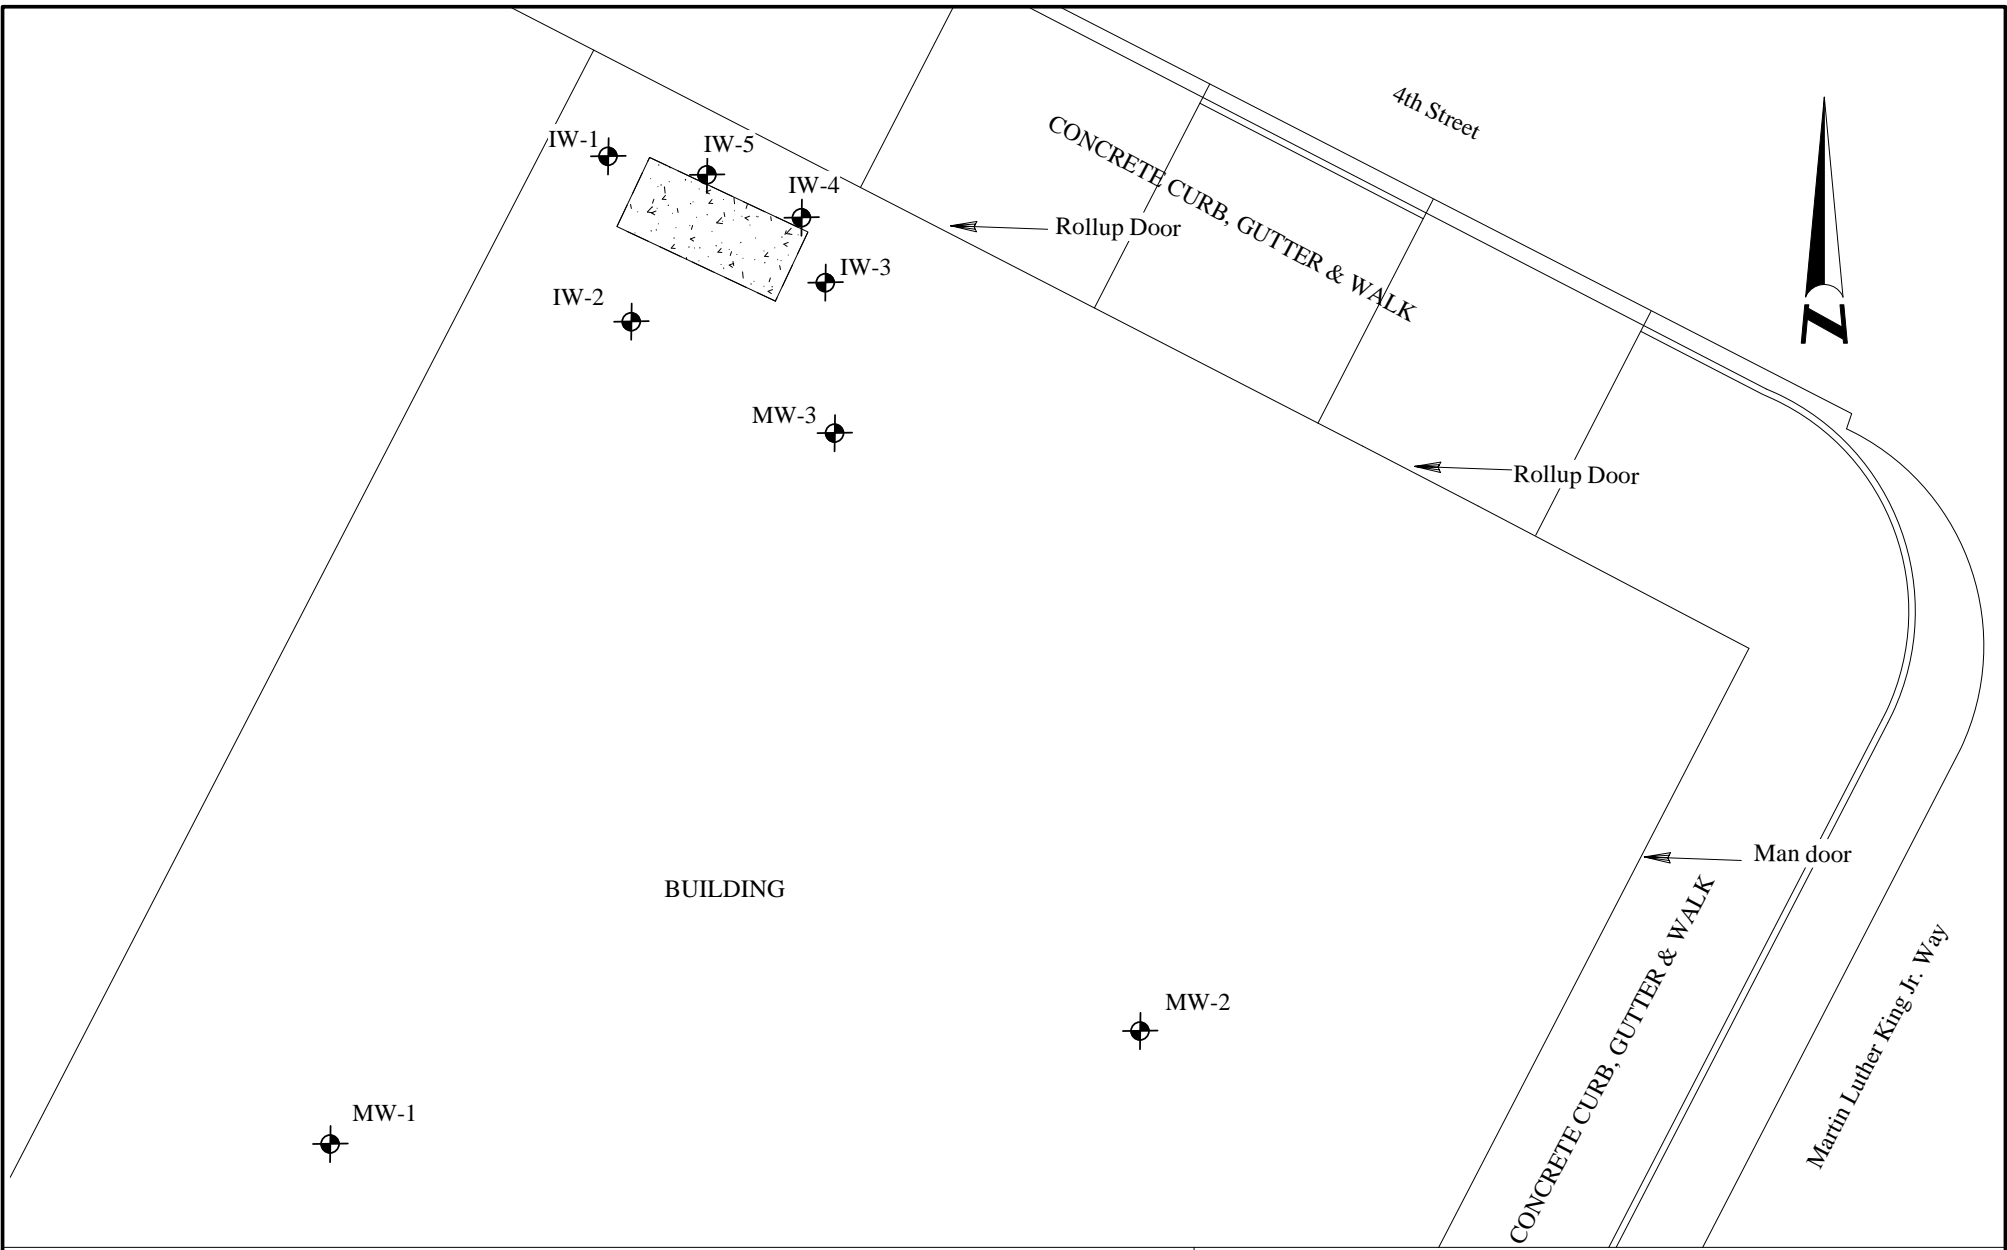 4th Street
CONCRETE CURB, GUTTER & WALK
IW-1
IW-5
IW-4
Rollup Door
IW-3
IW-2
N
MW-3
Rollup Door
Man door
BUILDING
CONCRETE CURB, GUTTER & WALK
Martin Luther King Jr. Way
MW-2
MW-1